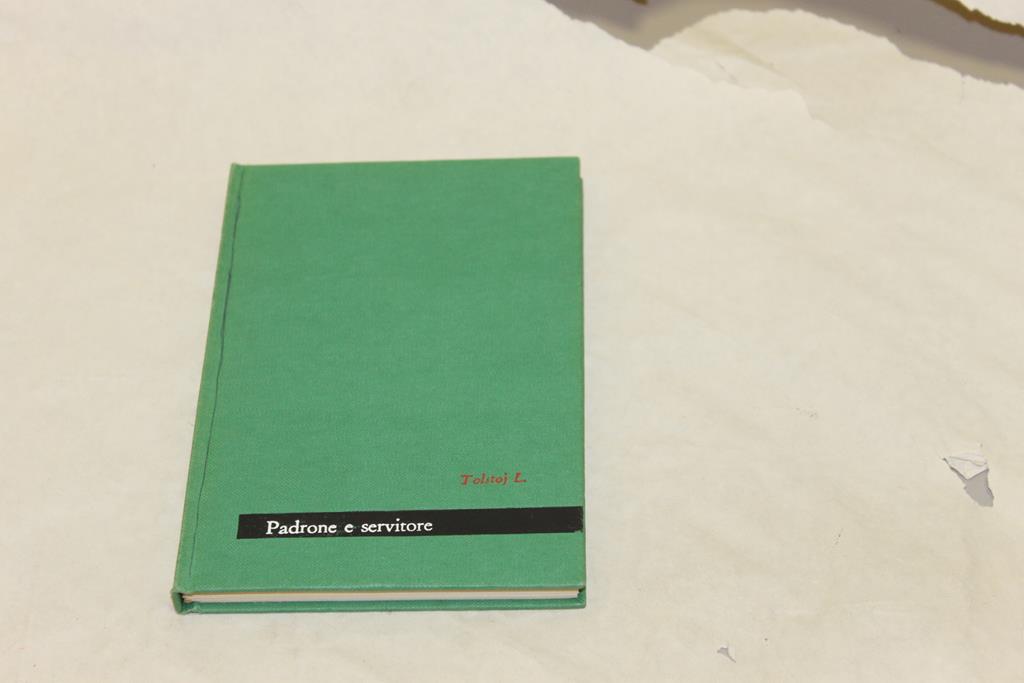 Tolstoj L.
Padrone e servitore